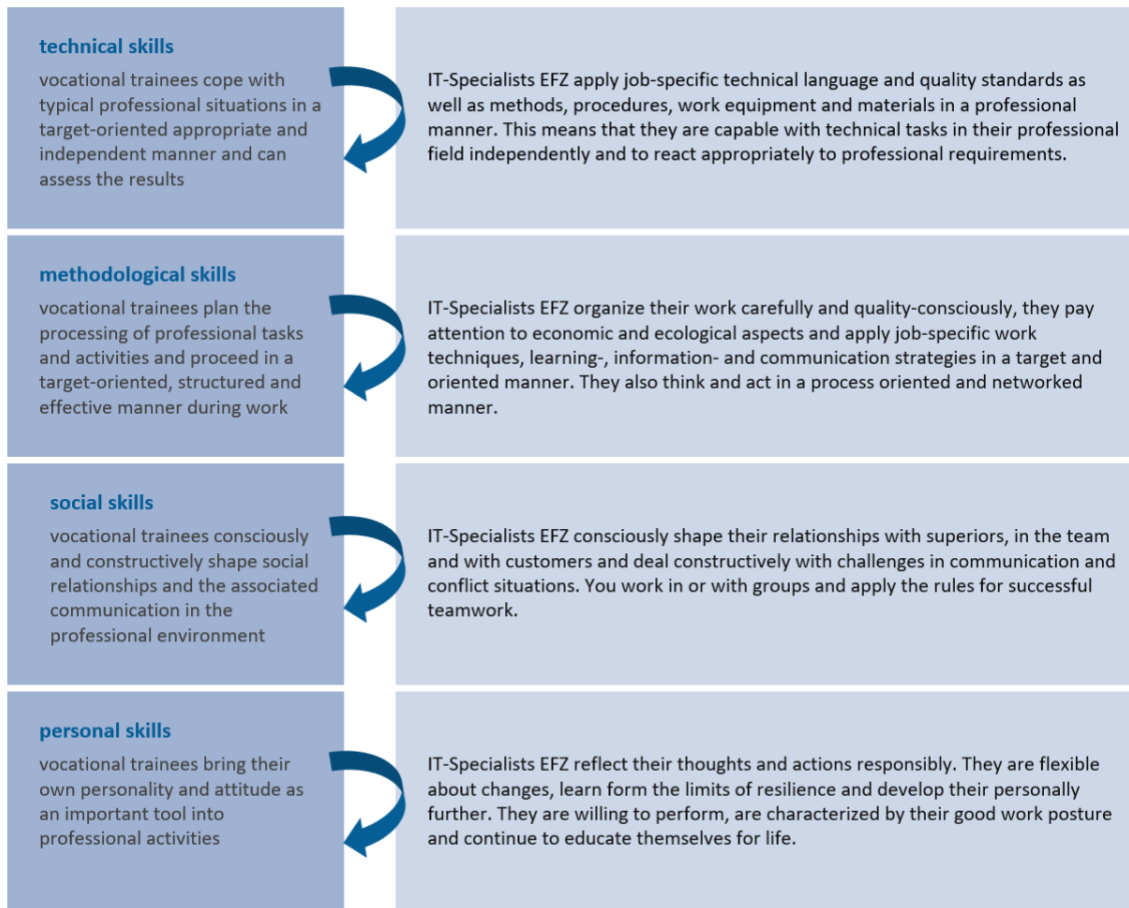 technical skills
vocational trainees cope with
typical professional situations in a
target-oriented appropriate and
independent manner and can
assess the results
IT-Specialists EFZ apply job-specific technical language and quality standards as
well as methods, procedures, work equipment and materials in a professional
manner. This means that they are capable with technical tasks in their professional
field independently and to react appropriately to professional requirements.
methodological skills
vocational trainees plan the
processing of professional tasks
and activities and proceed in a
target-oriented, structured and
effective manner during work
IT-Specialists EFZ organize their work carefully and quality-consciously, they pay
attention to economic and ecological aspects and apply job-specific work
techniques, learning-, information- and communication strategies in a target and
oriented manner. They also think and act in a process oriented and networked
manner.
social skills
vocational trainees consciously
and constructively shape social
relationships and the associated
communication in the
professional environment
IT-Specialists EFZ consciously shape their relationships with superiors, in the team
and with customers and deal constructively with challenges in communication and
conflict situations. You work in or with groups and apply the rules for successful
teamwork.
personal skills
vocational trainees bring their
own personality and attitude as
an important tool into
professional activities
IT-Specialists EFZ reflect their thoughts and actions responsibly. They are flexible
about changes, learn form the limits of resilience and develop their personally
further. They are willing to perform, are characterized by their good work posture
and continue to educate themselves for life.